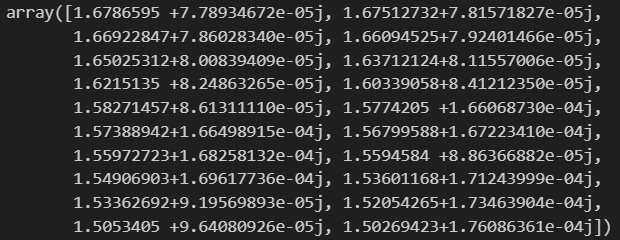 array([1.6786595 +7.78934672e-05j, 1.67512732+7.81571827e-05j,
1.66922847+7.86028340e-05j, 1.66094525+7.92401466e-05j,
1.65025312+8.00839409e-05j, 1.63712124+8.11557006e-05j,
1.6215135 +8.24863265e-05j, 1.60339058+8.41212350e-05j,
1.58271457+8.61311110e-05j, 1.5774205 +1.66068730e-04j,
1.57388942+1.66498915e-04j, 1.56799588+1.67223410e-04j,
1.55972723+1.68258132e-04j, 1.5594584 +8.86366882e-05j,
1.54906903+1.69617736e-04j, 1.53601168+1.71243999e-04j,
1.53362692+9.19569893e-05j, 1.52054265+1.73463904e-04j,
1.5053405 +9.64080926e-05j, 1.50269423+1.76086361e-04j])